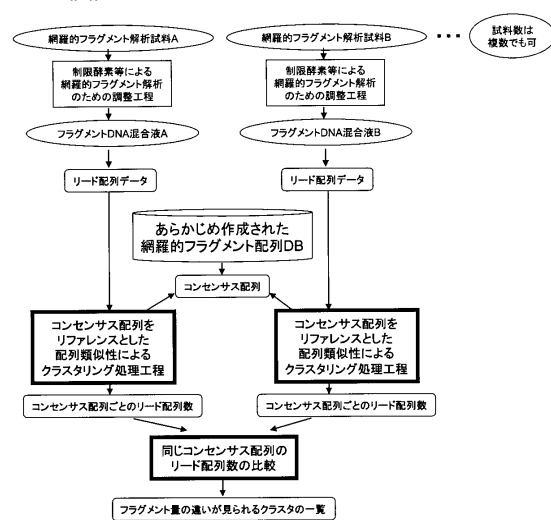 網羅的フラグメント解析試料A
網羅的フラグメント解析試料B
・・・
試料数は
複数でも可
制限酵素等による
網羅的フラグメント解析
のための調整工程
制限酵素等による
網羅的フラグメント解析
のための調整工程
フラグメントDNA混合液A
フラグメントDNA混合液B
リード配列データ
リード配列データ
あらかじめ作成された
網羅的フラグメント配列DB
コンセンサス配列
コンセンサス配列を
リファレンスとした
配列類似性による
クラスタリング処理工程
コンセンサス配列を
リファレンスとした
配列類似性による
クラスタリング処理工程
コンセンサス配列ごとのリード配列数
コンセンサス配列ごとのリード配列数
同じコンセンサス配列の
リード配列数の比較
フラグメント量の違いが見られるクラスタの一覧